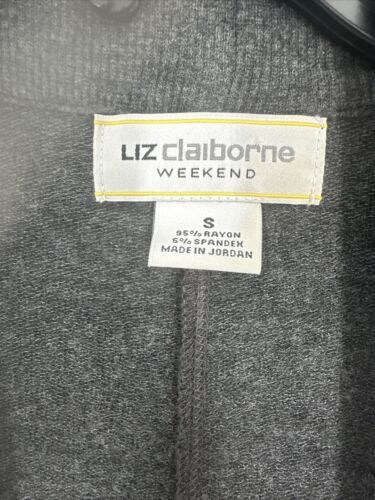 LIZ claiborne
WEEKEND
S
95% RAYON
5% SPANDEX
MADE IN JORDAN